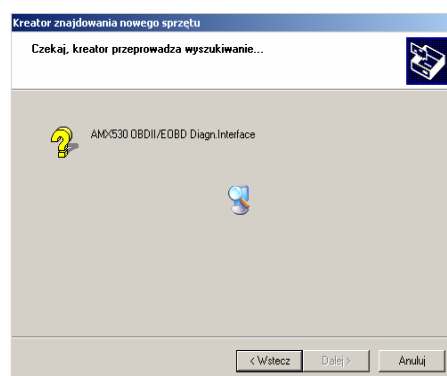 Kreator znajdowania nowego sprzętu
Czekaj, kreator przeprowadza wyszukiwanie...
AMX530 OBDII/EOBD Diagn.Interface
< Wstecz
Dalej >
Anuluj